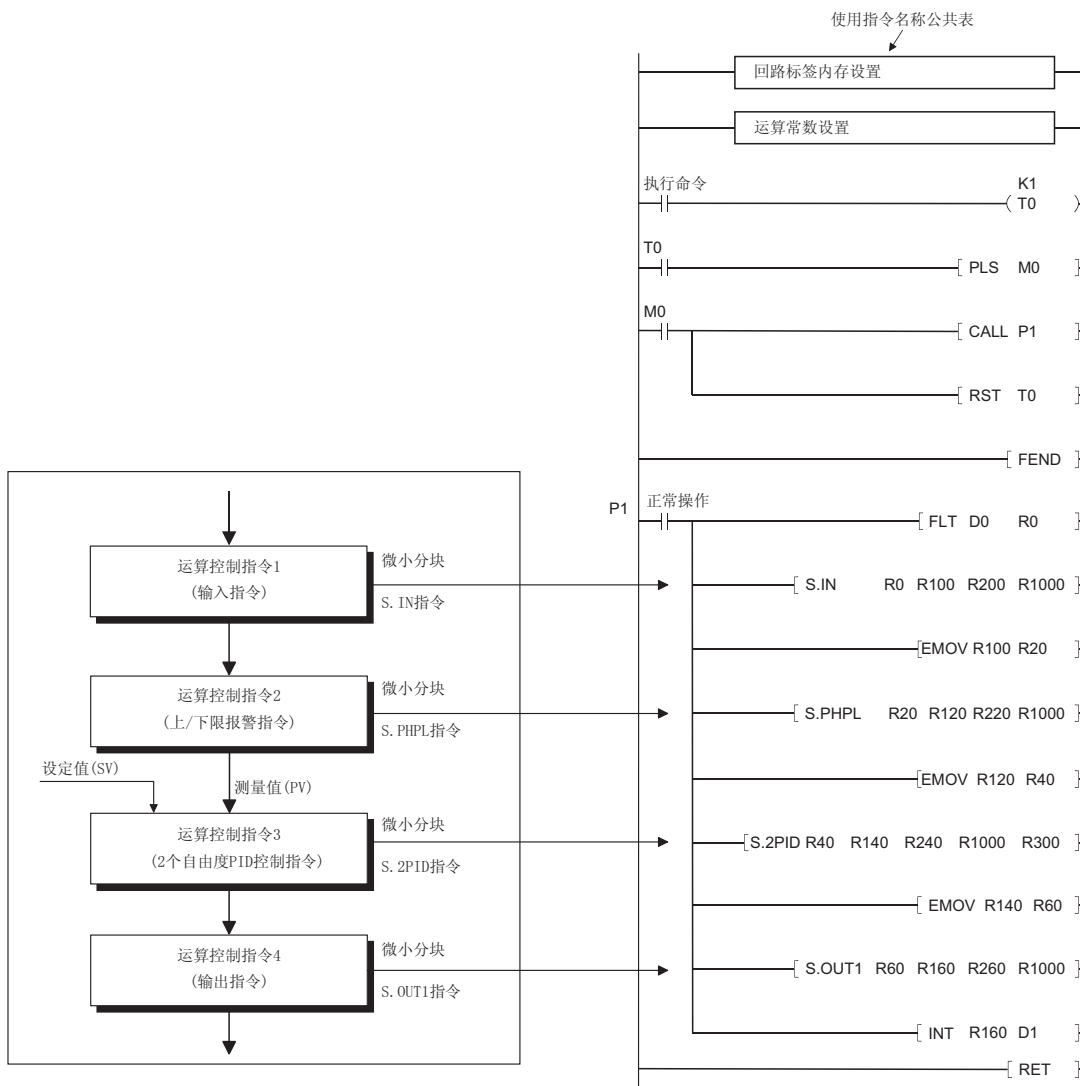 使用指令名称公共表
回路标签内存设置
运算常数设置
执行命令
K1
T0
T0
PLS M0
M0
CALL P1
RST T0
FEND
P1
正常操作
FLT D0 R0
S.IN R0 R100 R200 R1000
EMOV R100 R20
S.PHPL R20 R120 R220 R1000
EMOV R120 R40
S.2PID R40 R140 R240 R1000 R300
EMOV R140 R60
S.OUT1 R60 R160 R260 R1000
INT R160 D1
RET
运算控制指令1
(输入指令)
微小分块
S.IN指令
运算控制指令2
(上/下限报警指令)
微小分块
S.PHPL指令
设定值(SV)
测量值(PV)
运算控制指令3
(2个自由度PID控制指令)
微小分块
S.2PID指令
运算控制指令4
(输出指令)
微小分块
S.OUT1指令